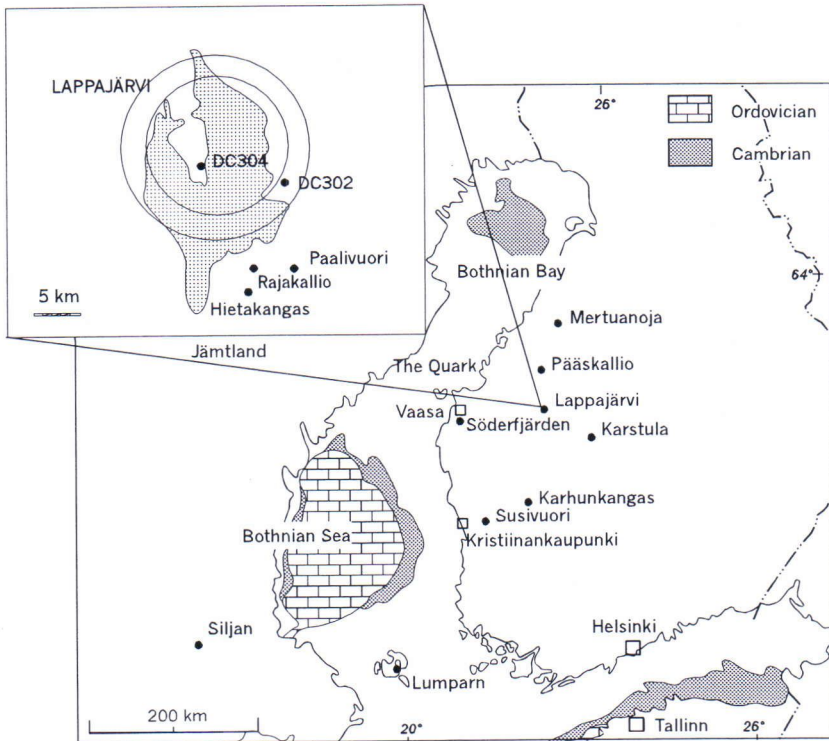 LAPPAJÄRVI
DC304
DC302
Paalivuori
Rajakallio
Hietakangas
5 km
26°
Ordovician
Cambrian
Bothnian Bay
64°
Mertuanoja
Jämtland
The Quark
Pääskallio
Lappajärvi
Vaasa
Söderfjärden
Karstula
Karhunkangas
Susivuori
Bothnian Sea
Kristiinankaupunki
Siljan
Helsinki
Lumparn
200 km
20°
Tallinn
26°